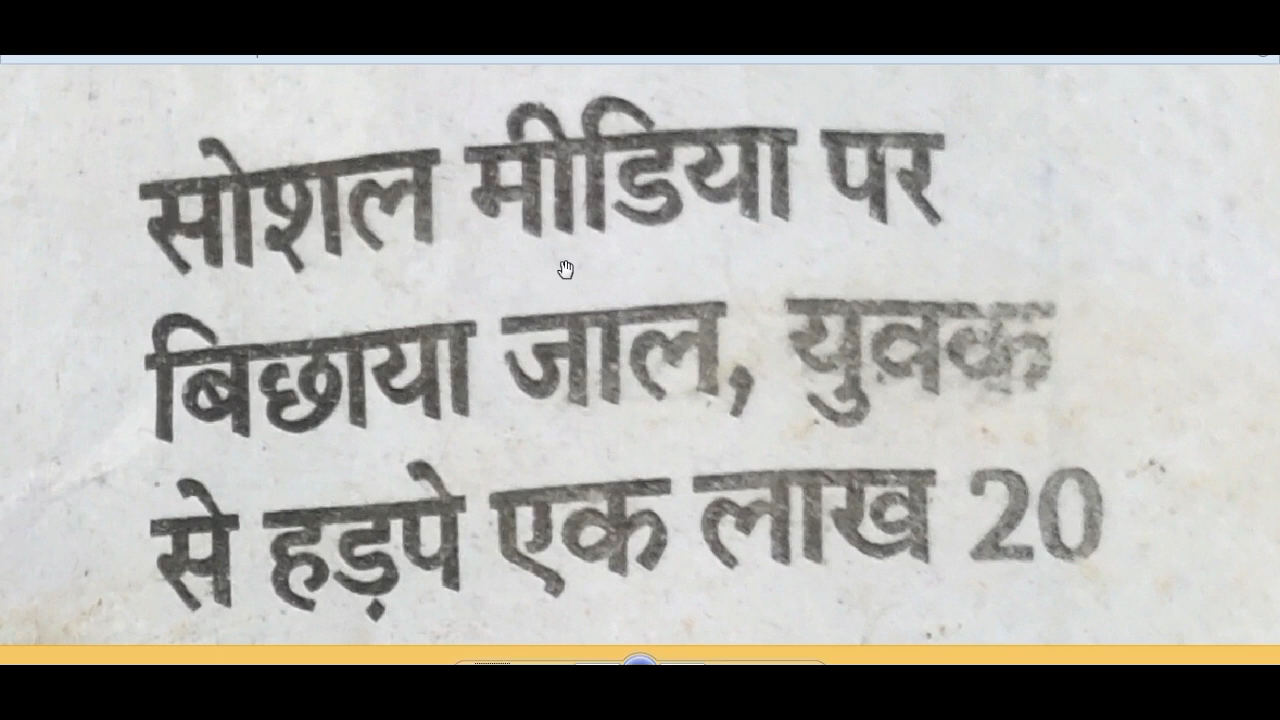 सोशल मीडिया पर
बिछाया जाल, युवक
से हड़पे एक लाख 20